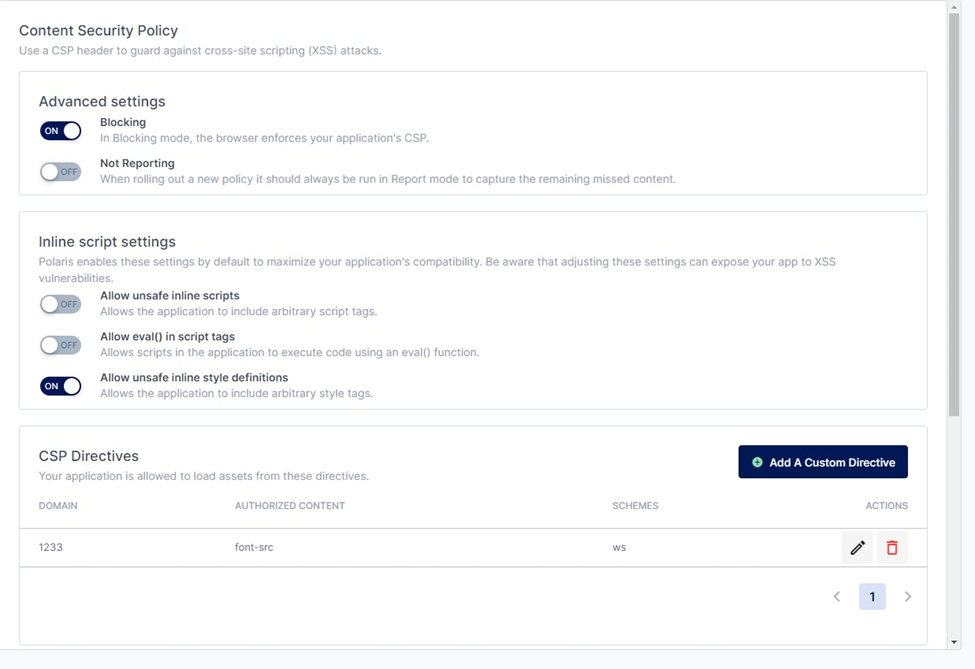 Content Security Policy
Use a CSP header to guard against cross-site scripting (XSS) attacks.
Advanced settings
ON
Blocking
In Blocking mode, the browser enforces your application's CSP.
OFF
Not Reporting
When rolling out a new policy it should always be run in Report mode to capture the remaining missed content.
Inline script settings
Polaris enables these settings by default to maximize your application's compatibility. Be aware that adjusting these settings can expose your app to XSS
vulnerabilities.
OFF
Allow unsafe inline scripts
Allows the application to include arbitrary script tags.
OFF
Allow eval() in script tags
Allows scripts in the application to execute code using an eval() function.
ON
Allow unsafe inline style definitions
Allows the application to include arbitrary style tags.
CSP Directives
Your application is allowed to load assets from these directives.
Add A Custom Directive
DOMAIN AUTHORIZED CONTENT SCHEMES ACTIONS
1233 font-src ws
1